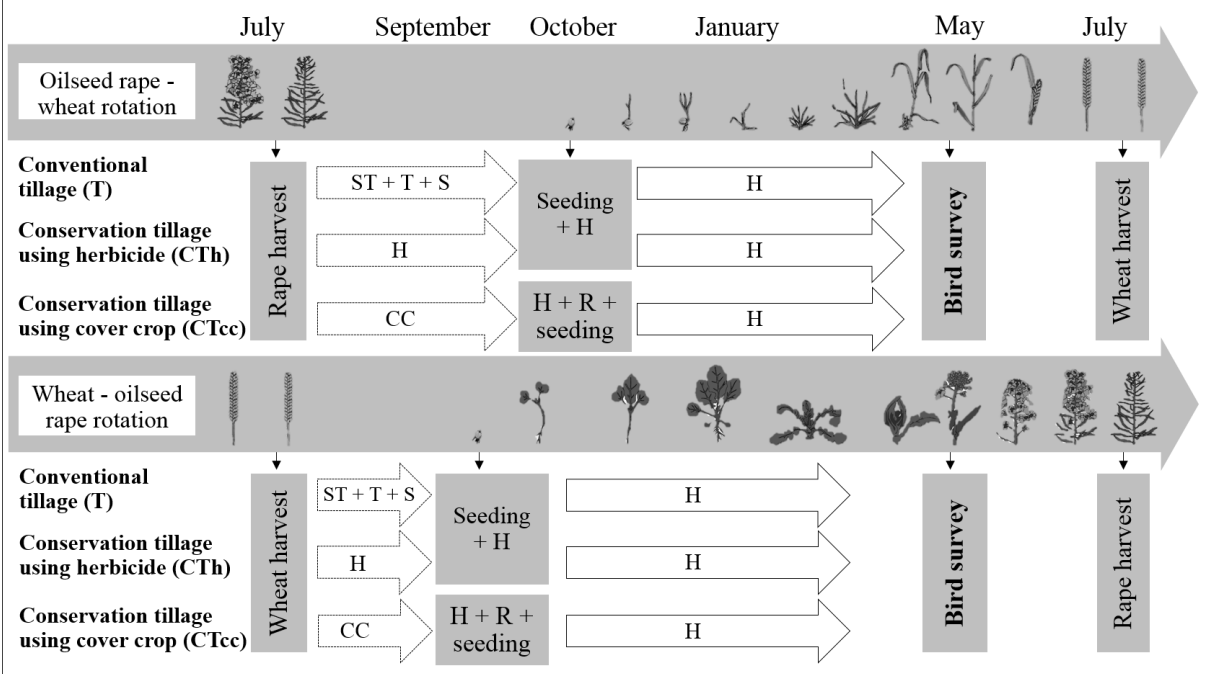 July September October January May July
Oilseed rape -
wheat rotation
Conventional
tillage (T)
Conservation tillage
using herbicide (CTh)
Conservation tillage
using cover crop (CTcc)
Rape harvest
ST + T + S
H
CC
Seeding
+ H
H + R +
seeding
H
H
H
Bird survey
Wheat harvest
Wheat - oilseed
rape rotation
Conventional
tillage (T)
Conservation tillage
using herbicide (CTh)
Conservation tillage
using cover crop (CTcc)
Wheat harvest
ST + T + S
H
CC
Seeding
+ H
H + R +
seeding
H
H
H
Bird survey
Rape harvest